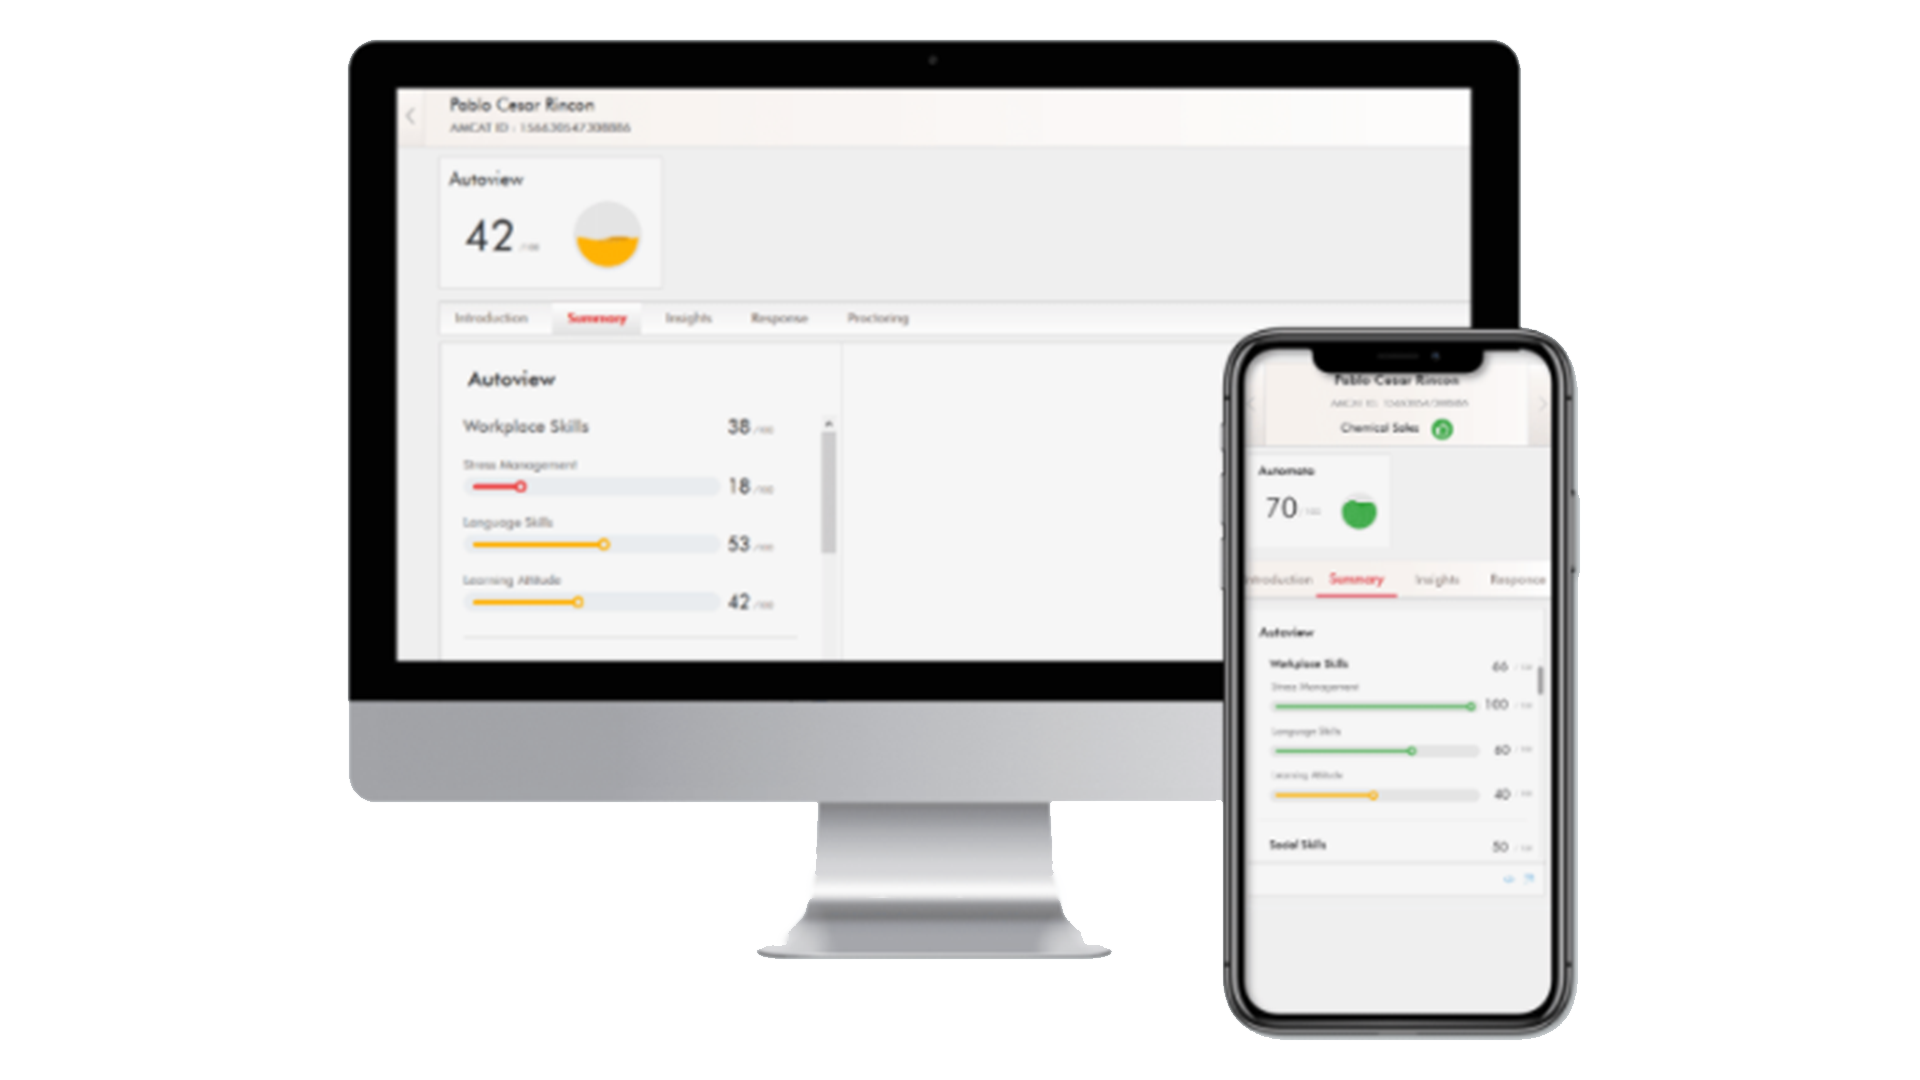 Pablo Cesar Rincon
AMCAT ID :
Autoview
42 /100
Introduction Summary Insights Response Proctoring
Autoview
Workplace Skills 38 /100
Stress Management
18 /100
Language Skills
53 /100
Learning Attitude
42 /100
Pablo Cesar Rincon
AMCAT ID:
Chemical Sales
Automata
70 / 100
Introduction Summary Insights Response
Autoview
Workplace Skills 66 / 100
Stress Management
100 / 100
Language Skills
60 / 100
Learning Attitude
40 / 100
Social Skills 50 / 100